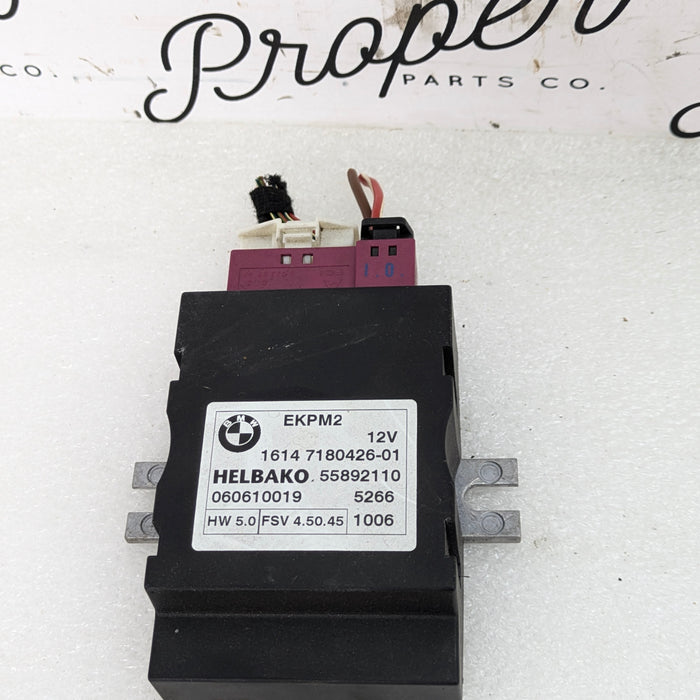 Proper
PARTS CO.
CO.
1 0
BMW
EKPM2
12V
1614 7180426-01
HELBAKO 55892110
060610019 5266
HW 5.0 FSV 4.50.45 1006